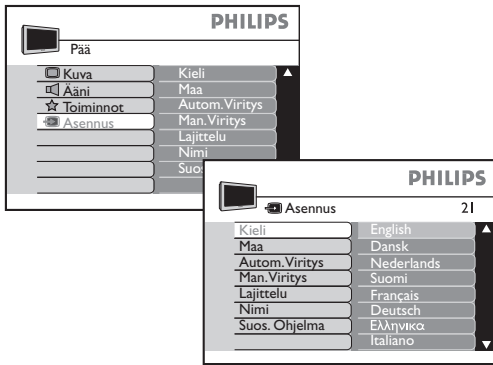 PHILIPS
Pää
Kuva Kieli
Ääni Maa
Toiminnot Autom.Viritys
Asennus Man.Viritys
Lajittelu
Nimi
Suos.
PHILIPS
Asennus 21
Kieli English
Maa Dansk
Autom.Viritys Nederlands
Man.Viritys Suomi
Lajittelu Français
Nimi Deutsch
Suos. Ohjelma Ελληνικα
Italiano